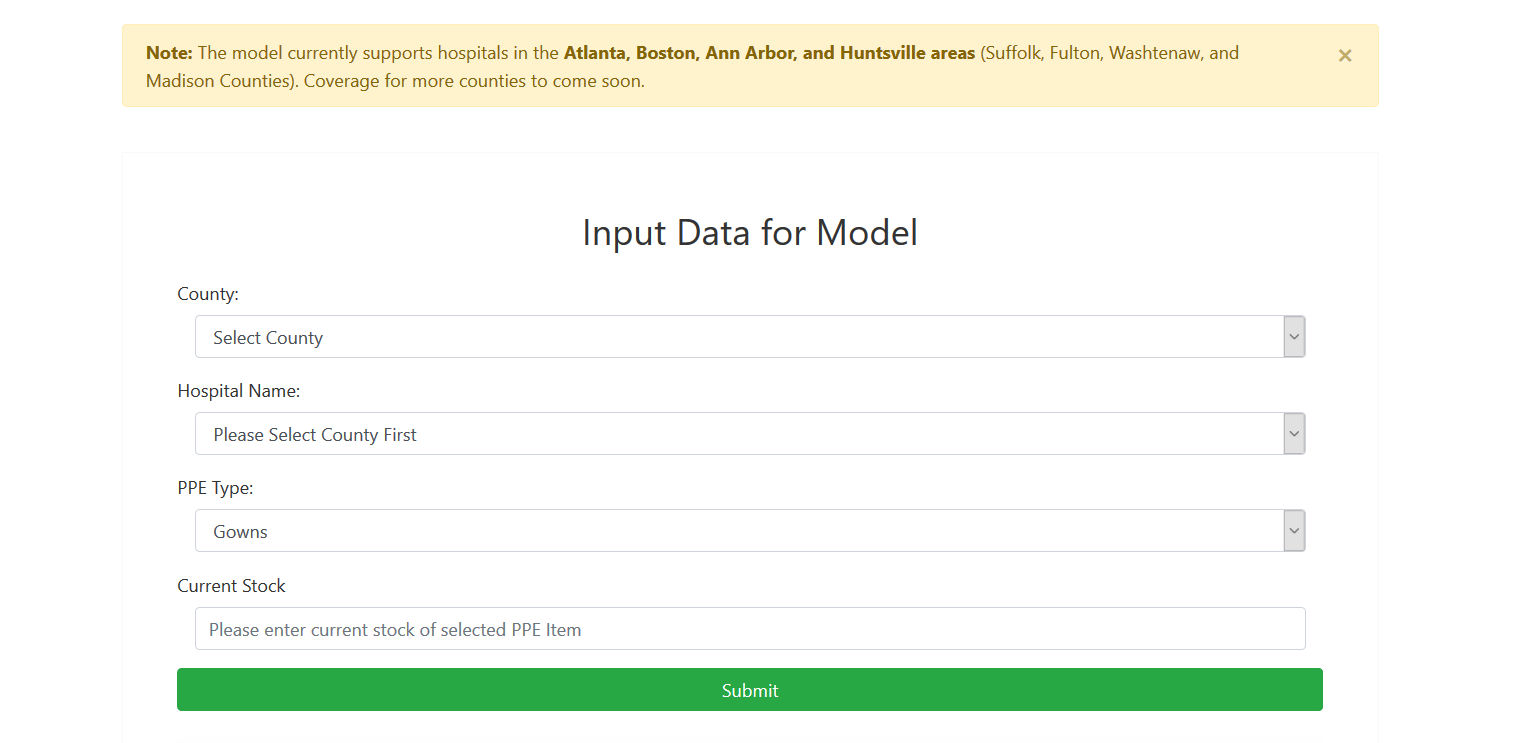 Note: The model currently supports hospitals in the Atlanta, Boston, Ann Arbor, and Huntsville areas (Suffolk, Fulton, Washtenaw, and
Madison Counties). Coverage for more counties to come soon.
×
Input Data for Model
County:
Select County
Hospital Name:
Please Select County First
PPE Type:
Gowns
Current Stock
Please enter current stock of selected PPE Item
Submit